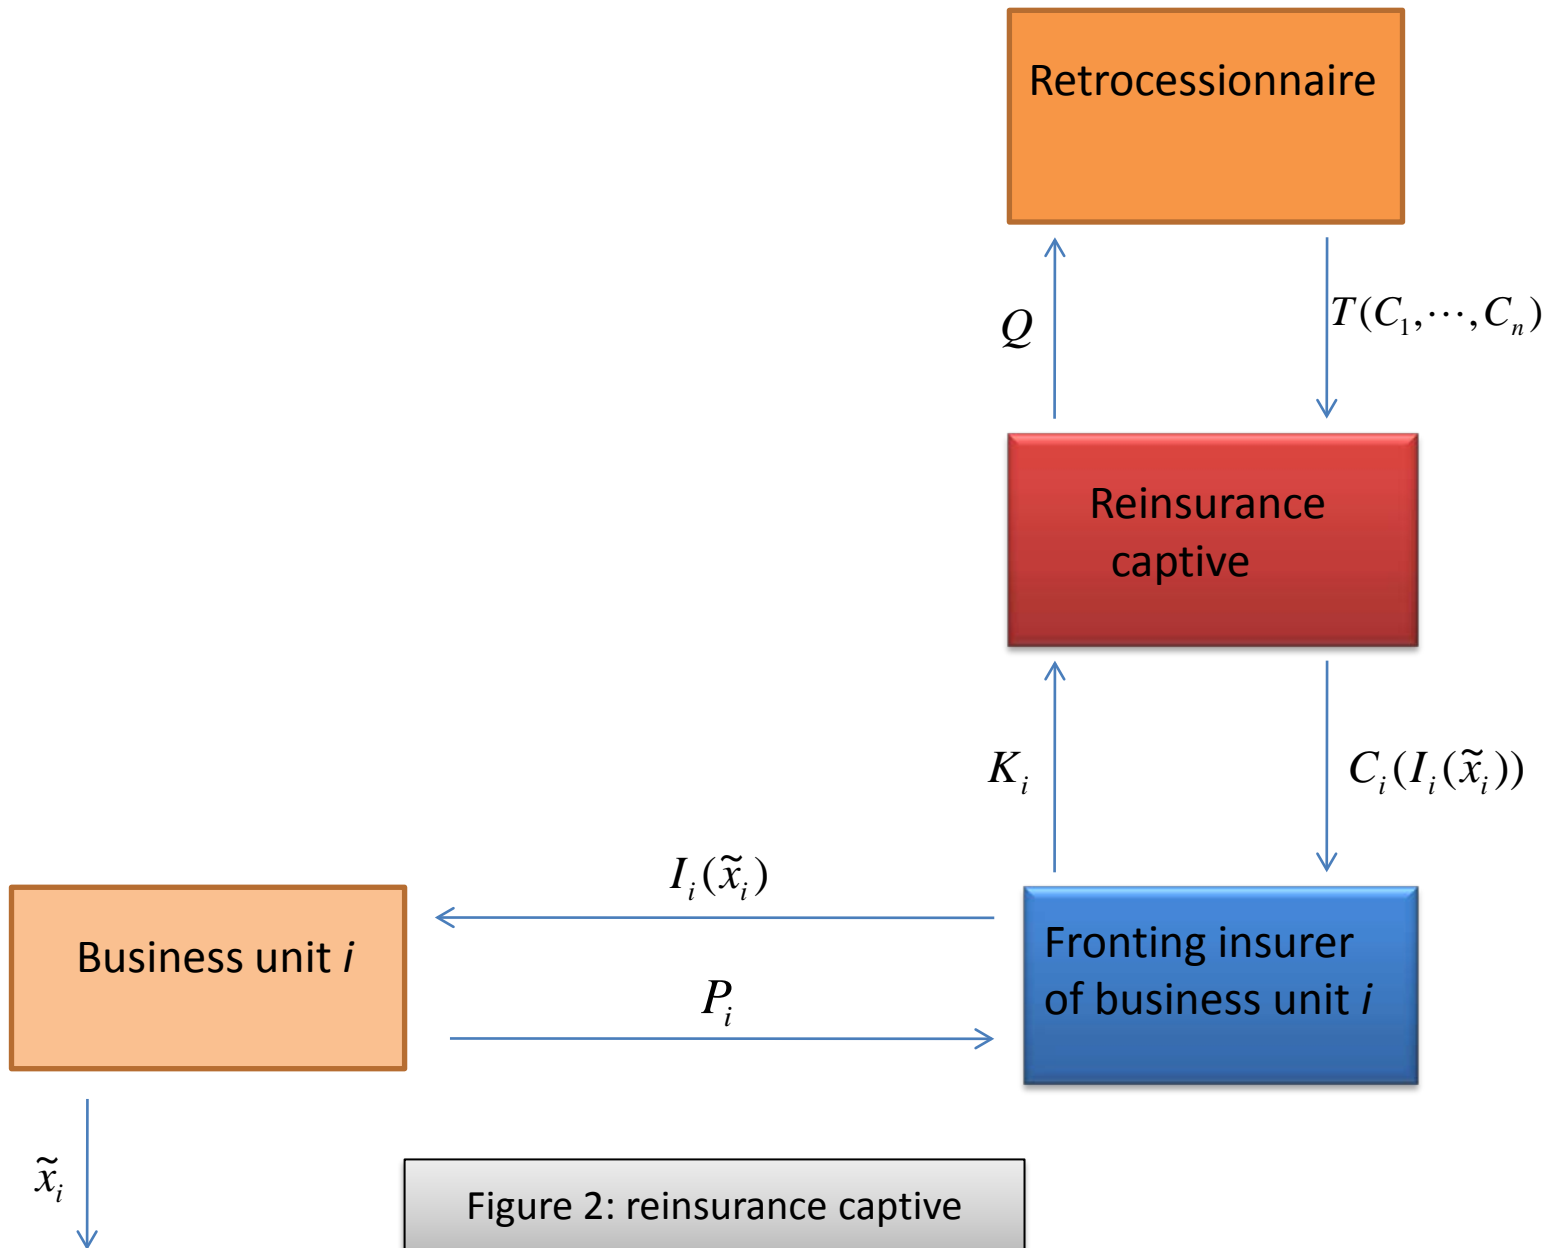 Retrocessionnaire
Q
T(C₁,⋯,Cₙ)
Reinsurance
captive
Kᵢ
Cᵢ(Iᵢ(x̃ᵢ))
Iᵢ(x̃ᵢ)
Business unit i
Fronting insurer
of business unit i
Pᵢ
x̃ᵢ
Figure 2: reinsurance captive